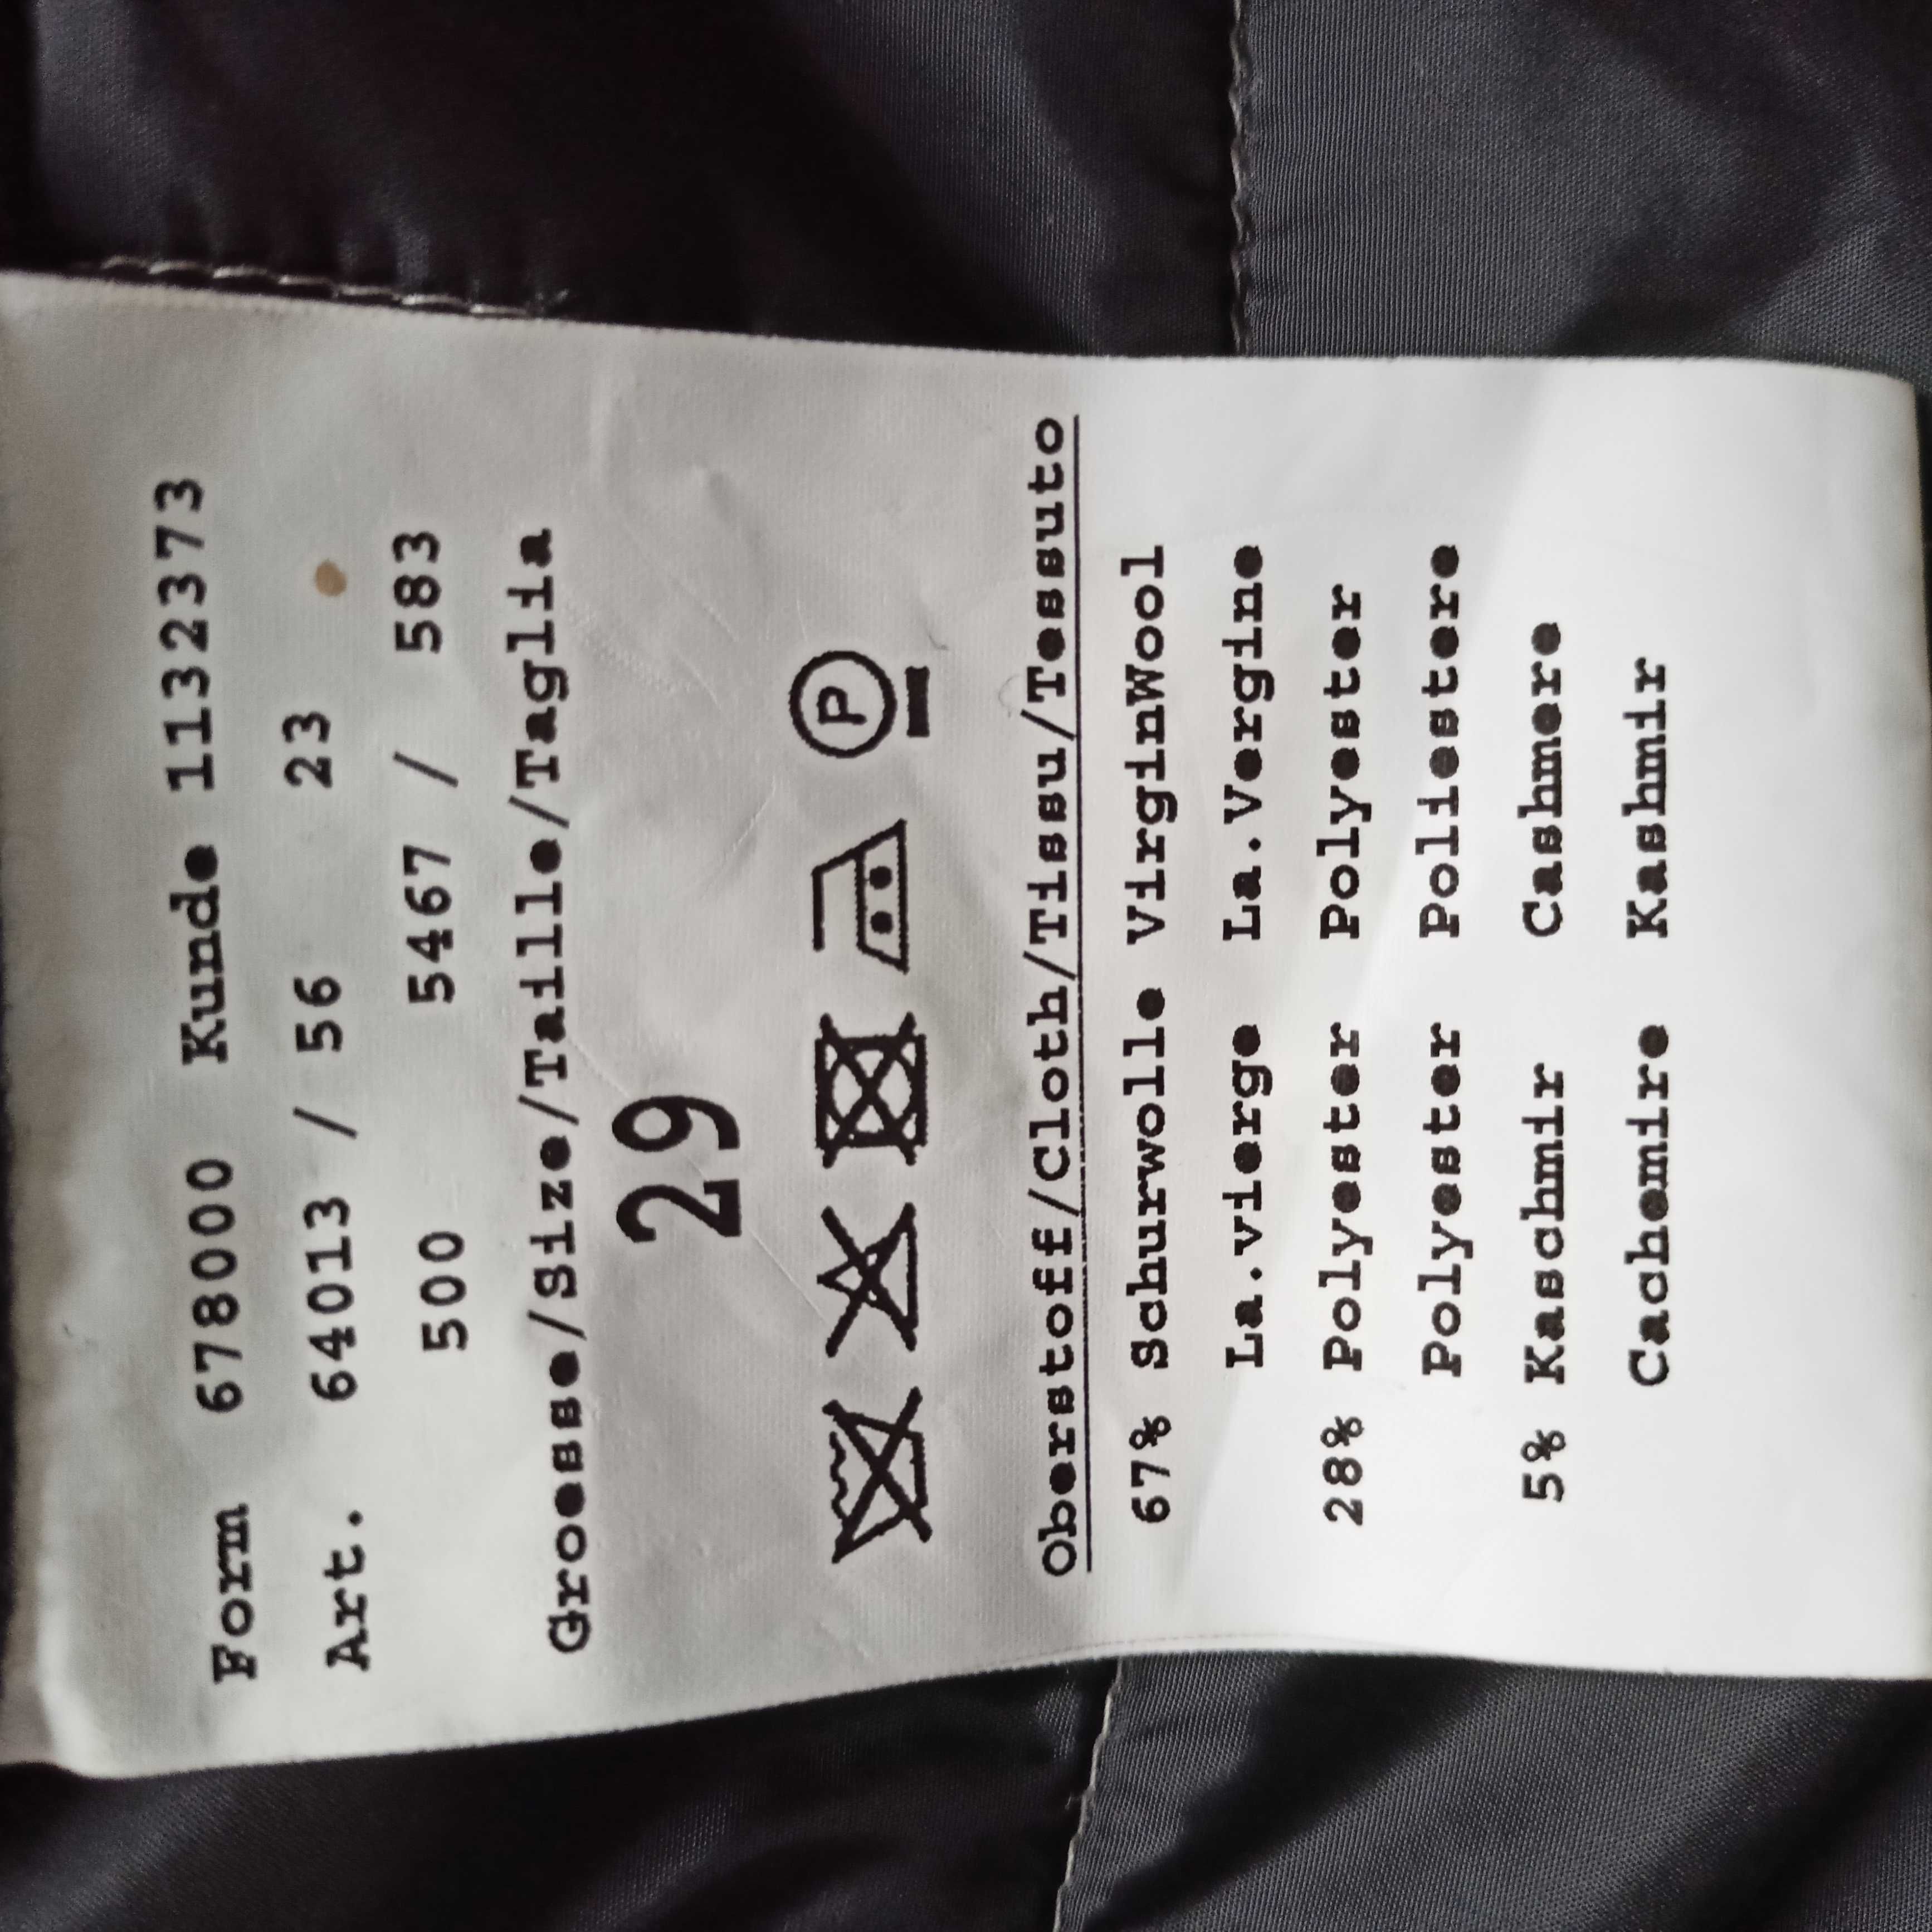 Form 678000 Kunde 1132373
Art. 64013 / 56 23
500 5467 / 583
Groesse/Size/Taille/Taglia
29
P
Oberstoff/Cloth/Tissu/Tessuto
67% Schurwolle VirginWool
La.vierge La.Vergine
28% Polyester Polyester
Polyester Poliestere
5% Kaschmir Cashmere
Cachemire Kashmir